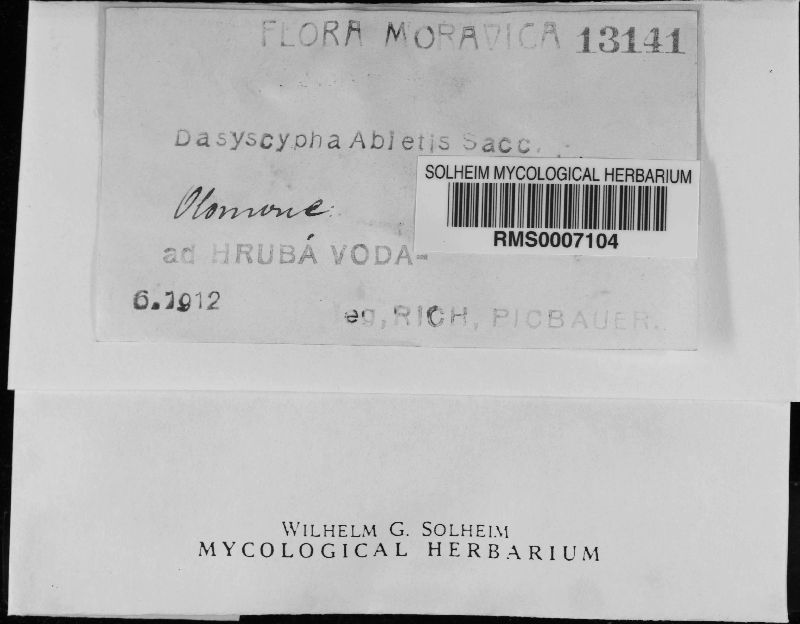 FLORA MORAVICA 13141
Dasyscypha Abietis Sacc.
SOLHEIM MYCOLOGICAL HERBARIUM
RMS0007104
Olomouc:
ad HRUBÁ VODA-
6.1912
leg, RICH, PICBAUER.
WILHELM G. SOLHEIM
MYCOLOGICAL HERBARIUM